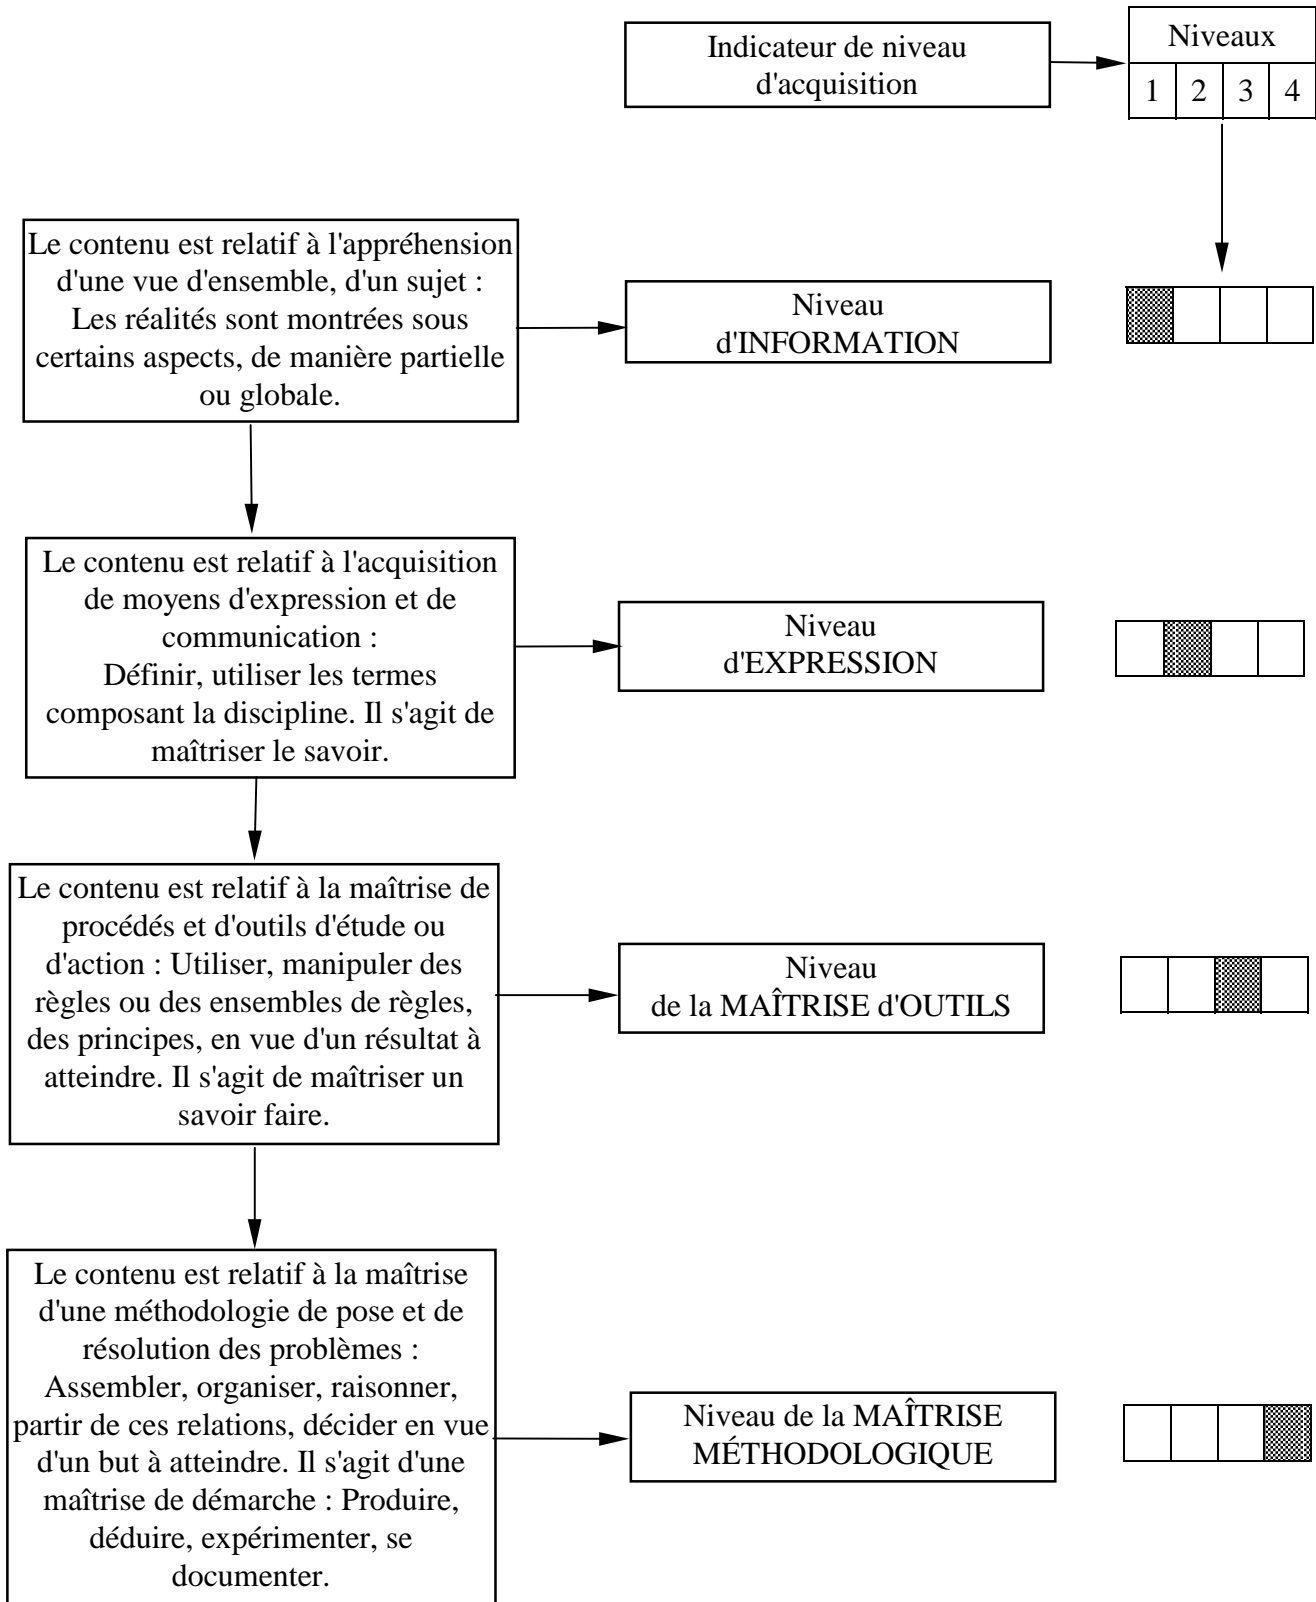 Indicateur de niveau
d'acquisition
Niveaux
1 2 3 4
Le contenu est relatif à l'appréhension
d'une vue d'ensemble, d'un sujet :
Les réalités sont montrées sous
certains aspects, de manière partielle
ou globale.
Niveau
d'INFORMATION
Le contenu est relatif à l'acquisition
de moyens d'expression et de
communication :
Définir, utiliser les termes
composant la discipline. Il s'agit de
maîtriser le savoir.
Niveau
d'EXPRESSION
Le contenu est relatif à la maîtrise de
procédés et d'outils d'étude ou
d'action : Utiliser, manipuler des
règles ou des ensembles de règles,
des principes, en vue d'un résultat à
atteindre. Il s'agit de maîtriser un
savoir faire.
Niveau
de la MAÎTRISE d'OUTILS
Le contenu est relatif à la maîtrise
d'une méthodologie de pose et de
résolution des problèmes :
Assembler, organiser, raisonner,
partir de ces relations, décider en vue
d'un but à atteindre. Il s'agit d'une
maîtrise de démarche : Produire,
déduire, expérimenter, se
documenter.
Niveau de la MAÎTRISE
MÉTHODOLOGIQUE